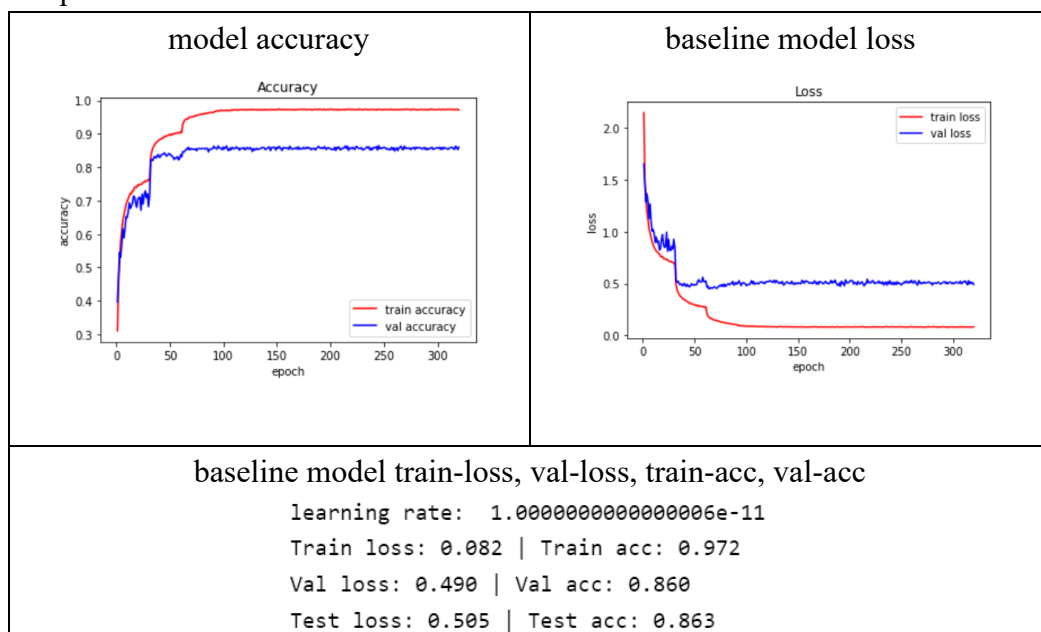 model accuracy
baseline model loss
Accuracy
1.0
0.9
0.8
0.7
0.6
0.5
0.4
0.3
accuracy
train accuracy
val accuracy
0 50 100 150 200 250 300
epoch
Loss
2.0
1.5
1.0
0.5
0.0
loss
train loss
val loss
0 50 100 150 200 250 300
epoch
baseline model train-loss, val-loss, train-acc, val-acc
learning rate: 1.0000000000000006e-11
Train loss: 0.082 | Train acc: 0.972
Val loss: 0.490 | Val acc: 0.860
Test loss: 0.505 | Test acc: 0.863